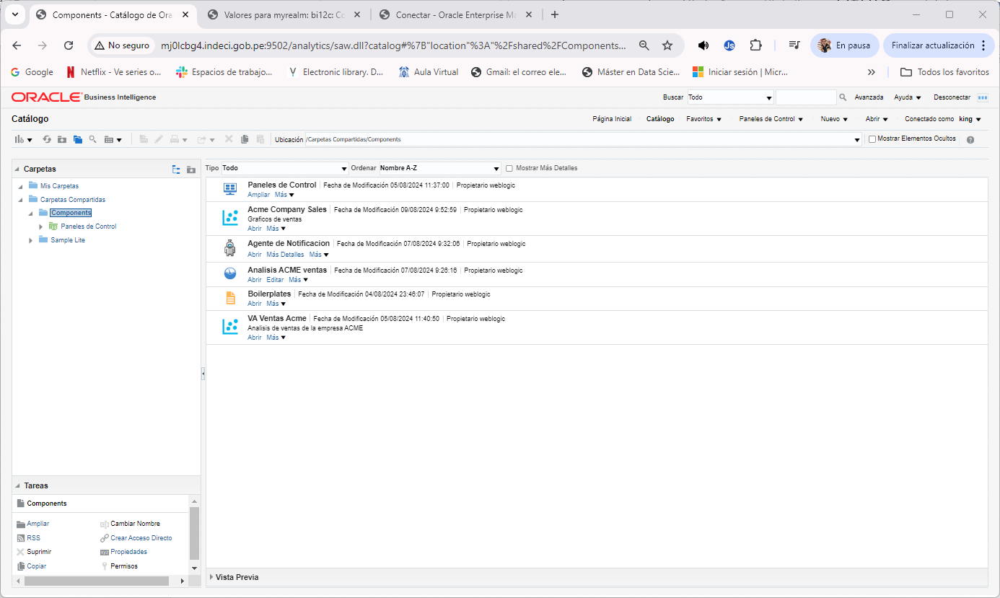 Components - Catálogo de Ora
Valores para myrealm: bi12c: Co
Conectar - Oracle Enterprise Ma
No seguro
mj0lcbg4.indeci.gob.pe:9502/analytics/saw.dll?catalog#%7B"location"%3A"%2Fshared%2FComponents...
Js
En pausa
Finalizar actualización
Google
Netflix - Ve series o...
Espacios de trabajo...
Electronic library. D...
Aula Virtual
Gmail: el correo ele...
Máster en Data Scie...
Iniciar sesión | Micr...
Todos los favoritos
ORACLE Business Intelligence
Buscar Todo Avanzada Ayuda Desconectar
Catálogo
Página Inicial Catálogo Favoritos Paneles de Control Nuevo Abrir Conectado como king
Ubicación /Carpetas Compartidas/Components Mostrar Elementos Ocultos
Carpetas
Mis Carpetas
Carpetas Compartidas
Components
Paneles de Control
Sample Lite
Tipo Todo Ordenar Nombre A-Z Mostrar Más Detalles
Paneles de Control Fecha de Modificación 05/08/2024 11:37:00 Propietario weblogic
Ampliar Más
Acme Company Sales Fecha de Modificación 09/08/2024 9:52:59 Propietario weblogic
Graficos de ventas
Abrir Más
Agente de Notificacion Fecha de Modificación 07/08/2024 9:32:06 Propietario weblogic
Abrir Más Detalles Más
Analisis ACME ventas Fecha de Modificación 07/08/2024 9:26:16 Propietario weblogic
Abrir Editar Más
Boilerplates Fecha de Modificación 04/08/2024 23:46:07 Propietario weblogic
Abrir Más
VA Ventas Acme Fecha de Modificación 05/08/2024 11:40:50 Propietario weblogic
Analisis de ventas de la empresa ACME
Abrir Más
Tareas
Components
Ampliar Cambiar Nombre
RSS Crear Acceso Directo
Suprimir xyz Propiedades
Copiar Permisos
Vista Previa